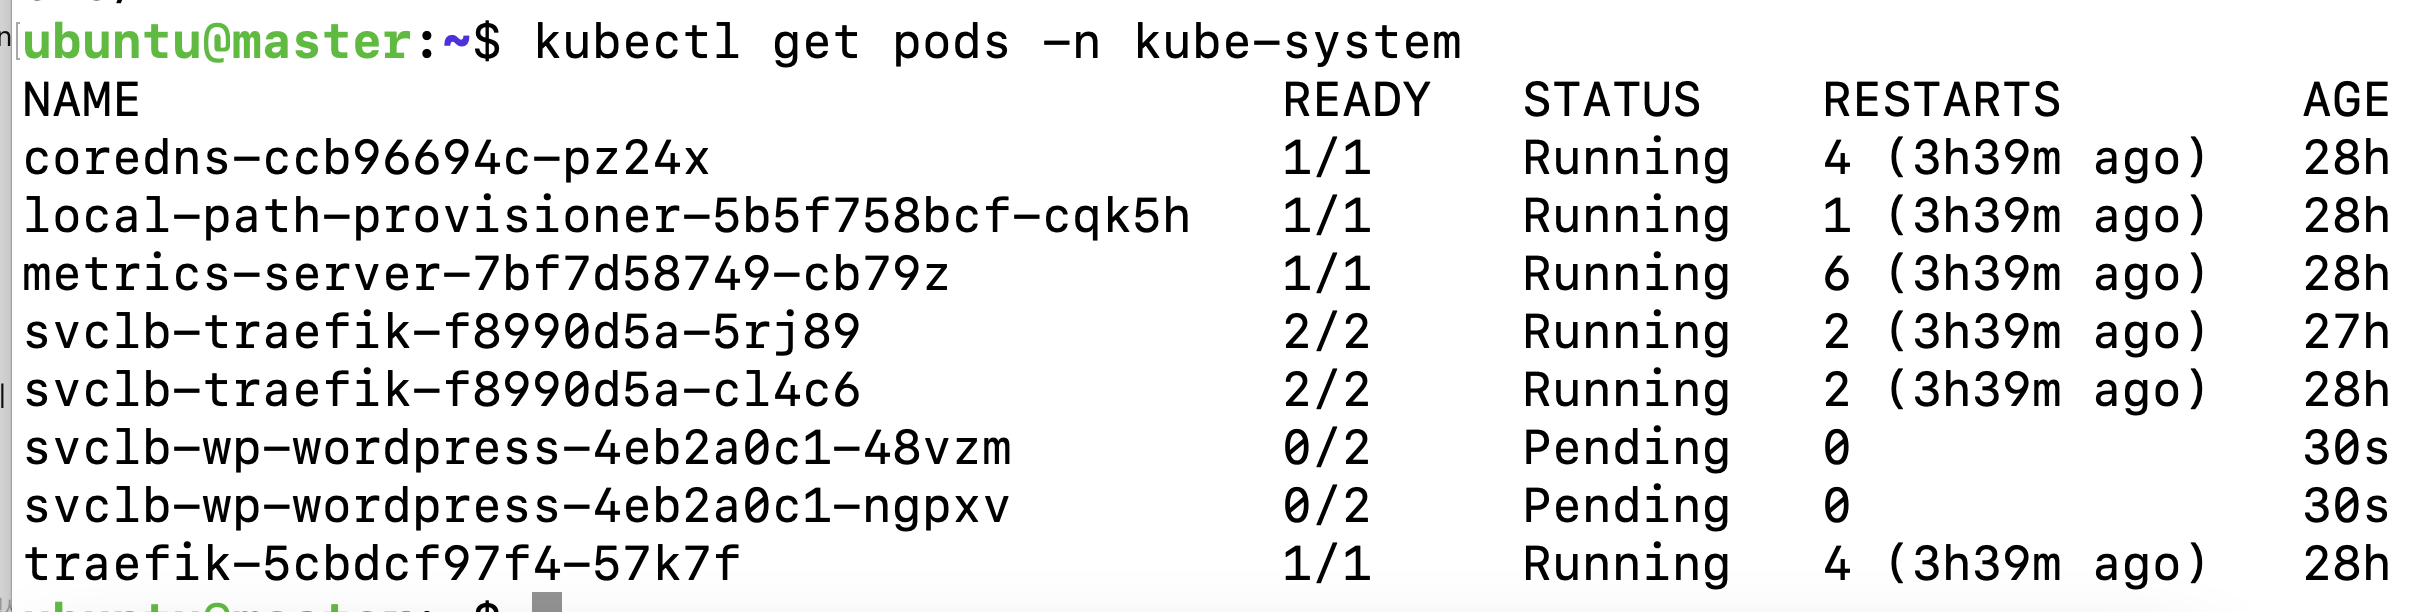 ubuntu@master:~$ kubectl get pods -n kube-system
NAME READY STATUS RESTARTS AGE
coredns-ccb96694c-pz24x 1/1 Running 4 (3h39m ago) 28h
local-path-provisioner-5b5f758bcf-cqk5h 1/1 Running 1 (3h39m ago) 28h
metrics-server-7bf7d58749-cb79z 1/1 Running 6 (3h39m ago) 28h
svclb-traefik-f8990d5a-5rj89 2/2 Running 2 (3h39m ago) 27h
svclb-traefik-f8990d5a-cl4c6 2/2 Running 2 (3h39m ago) 28h
svclb-wp-wordpress-4eb2a0c1-48vzm 0/2 Pending 0 30s
svclb-wp-wordpress-4eb2a0c1-ngpxv 0/2 Pending 0 30s
traefik-5cbdcf97f4-57k7f 1/1 Running 4 (3h39m ago) 28h